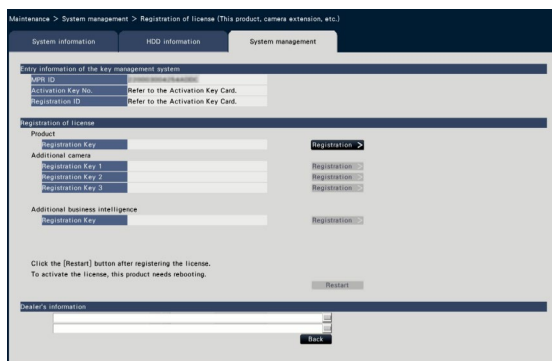 Maintenance > System management > Registration of license (This product, camera extension, etc.)
System information HDD information System management
Entry information of the key management system
MPR ID
Activation Key No. Refer to the Activation Key Card.
Registration ID Refer to the Activation Key Card.
Registration of license
Product
Registration Key Registration >
Additional camera
Registration Key 1 Registration >
Registration Key 2 Registration >
Registration Key 3 Registration >
Additional business intelligence
Registration Key Registration >
Click the [Restart] button after registering the license.
To activate the license, this product needs rebooting.
Restart
Dealer's information
Back